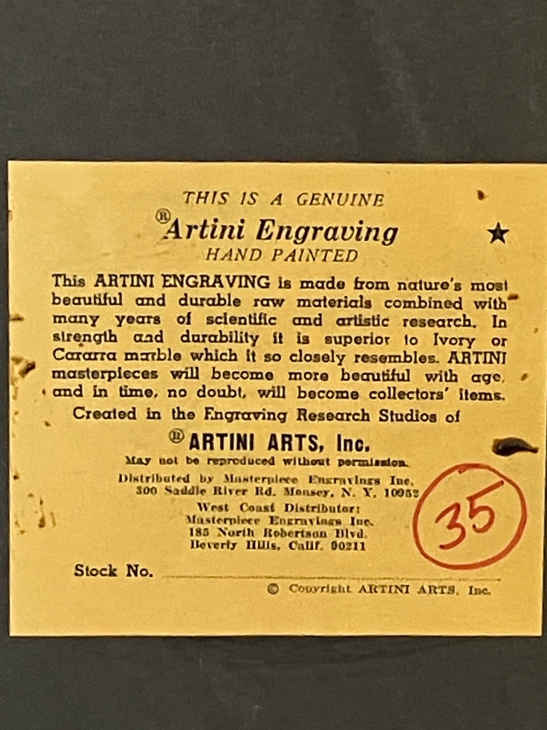 THIS IS A GENUINE
® Artini Engraving
HAND PAINTED
This ARTINI ENGRAVING is made from nature's most
beautiful and durable raw materials combined with
many years of scientific and artistic research. In
strength and durability it is superior to Ivory or
Cararra marble which it so closely resembles. ARTINI
masterpieces will become more beautiful with age,
and in time, no doubt, will become collectors' items.
Created in the Engraving Research Studios of
® ARTINI ARTS, Inc.
May not be reproduced without permission.
Distributed by Masterpiece Engravings Inc.
300 Saddle River Rd. Monsey, N. Y. 10952
West Coast Distributor:
Masterpiece Engravings Inc.
185 North Robertson Blvd.
Beverly Hills, Calif. 90211
35
Stock No.
© Copyright ARTINI ARTS, Inc.